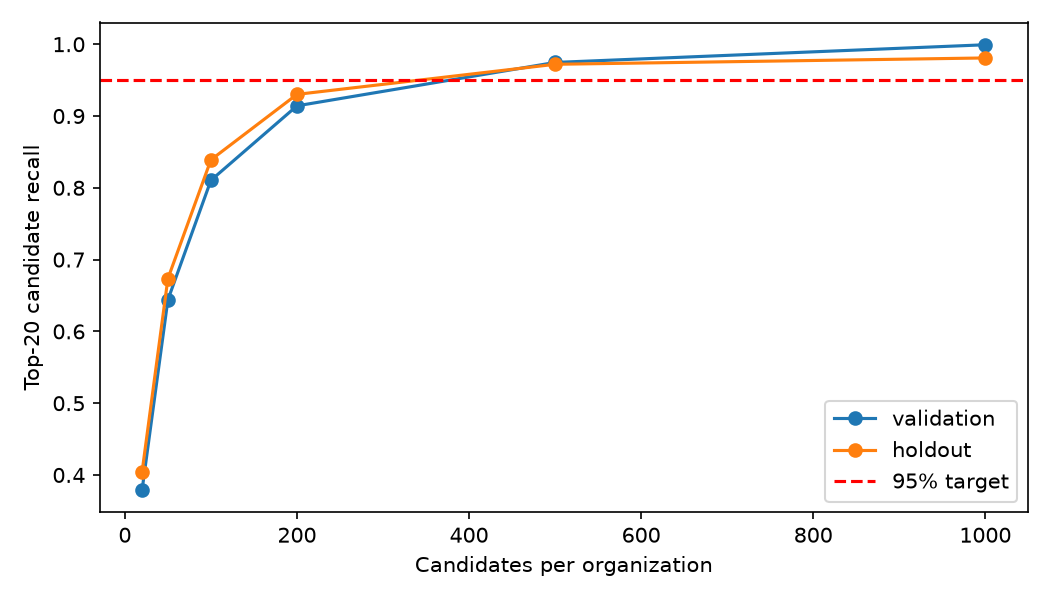 1.0
0.9
0.8
0.7
0.6
0.5
0.4
Top-20 candidate recall
validation
holdout
95% target
0 200 400 600 800 1000
Candidates per organization